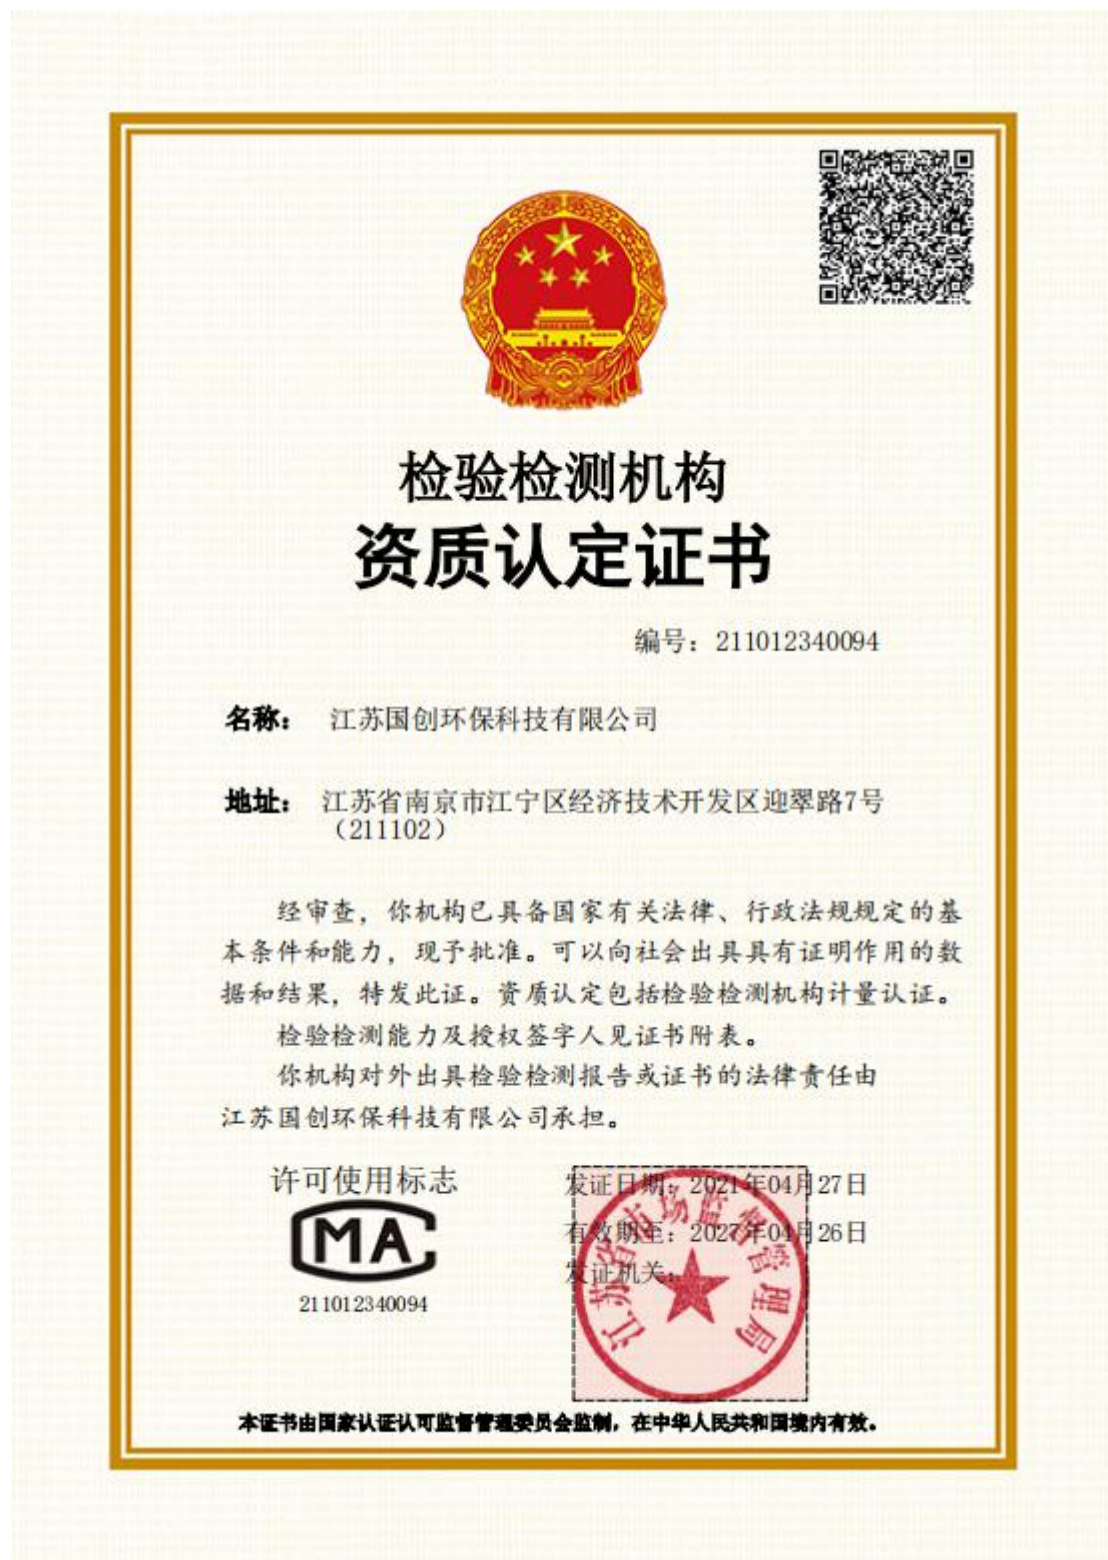 检验检测机构
资质认定证书
编号：211012340094
名称： 江苏国创环保科技有限公司
地址： 江苏省南京市江宁区经济技术开发区迎翠路7号
（211102）
经审查，你机构已具备国家有关法律、行政法规规定的基
本条件和能力，现予批准。可以向社会出具具有证明作用的数
据和结果，特发此证。资质认定包括检验检测机构计量认证。
检验检测能力及授权签字人见证书附表。
你机构对外出具检验检测报告或证书的法律责任由
江苏国创环保科技有限公司承担。
许可使用标志
MA
211012340094
发证日期：2021年04月27日
有效期至：2027年04月26日
发证机关：
江苏省市场监督管理局
本证书由国家认证认可监督管理委员会监制，在中华人民共和国境内有效。